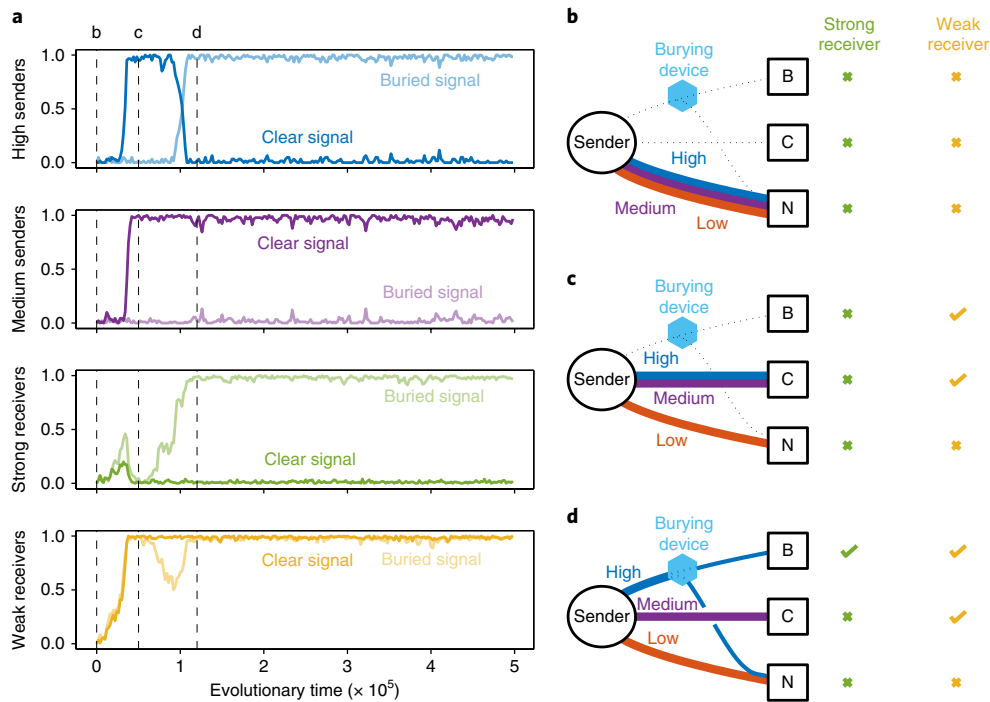 a
b
c
d
High senders
1.0
0.5
0.0
Buried signal
Clear signal
Medium senders
1.0
0.5
0.0
Clear signal
Buried signal
Strong receivers
1.0
0.5
0.0
Buried signal
Clear signal
Weak receivers
1.0
0.5
0.0
Clear signal
Buried signal
0
1
2
3
4
5
Evolutionary time (× 10⁵)
b
Strong
receiver
Weak
receiver
Burying
device
Sender
High
Medium
Low
B
C
N
c
Burying
device
Sender
High
Medium
Low
B
C
N
d
Burying
device
Sender
High
Medium
Low
B
C
N